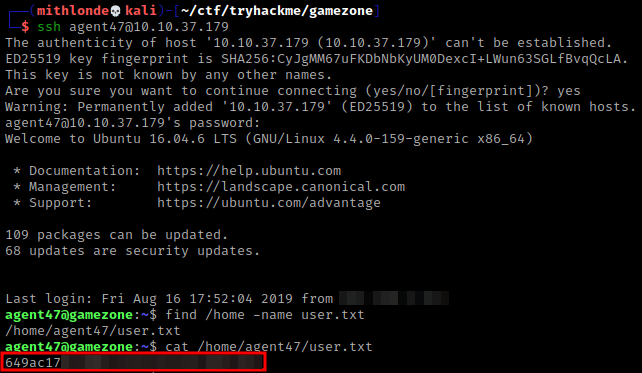 (mithlonde💀kali)-[~/ctf/tryhackme/gamezone]
$ ssh agent47@10.10.37.179
The authenticity of host '10.10.37.179 (10.10.37.179)' can't be established.
ED25519 key fingerprint is SHA256:CyJgMM67uFKDbNbKyUM0DexcI+LWun63SGLfBvqQcLA.
This key is not known by any other names.
Are you sure you want to continue connecting (yes/no/[fingerprint])? yes
Warning: Permanently added '10.10.37.179' (ED25519) to the list of known hosts.
agent47@10.10.37.179's password:
Welcome to Ubuntu 16.04.6 LTS (GNU/Linux 4.4.0-159-generic x86_64)
* Documentation:  https://help.ubuntu.com
* Management:     https://landscape.canonical.com
* Support:        https://ubuntu.com/advantage
109 packages can be updated.
68 updates are security updates.
Last login: Fri Aug 16 17:52:04 2019 from
agent47@gamezone:~$ find /home -name user.txt
/home/agent47/user.txt
agent47@gamezone:~$ cat /home/agent47/user.txt
649ac17